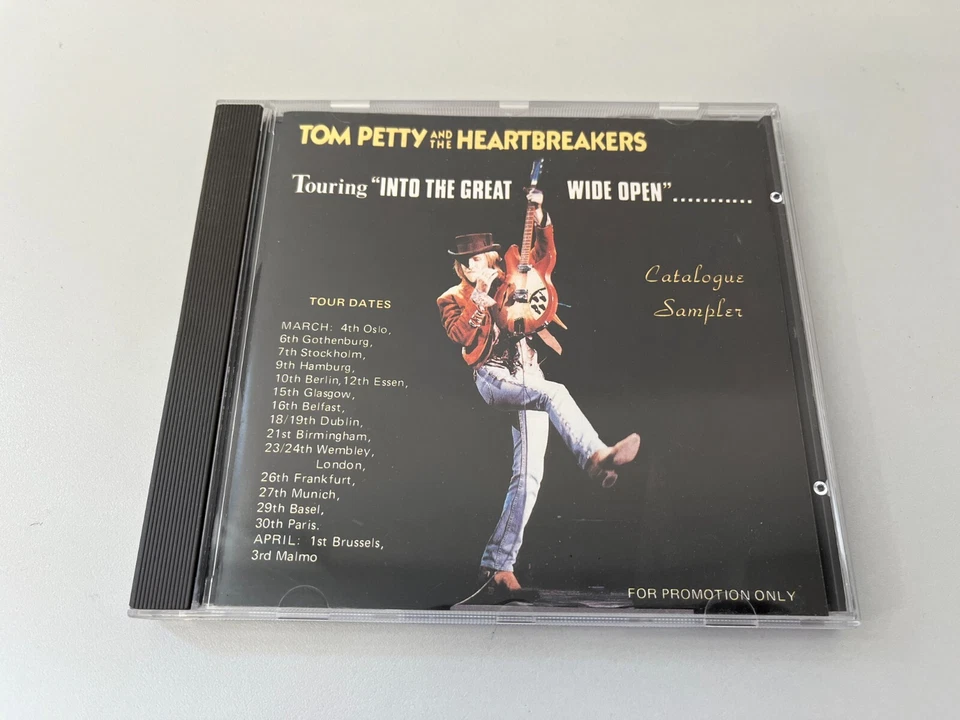 TOM PETTY AND THE HEARTBREAKERS
Touring "INTO THE GREAT WIDE OPEN"...........
Catalogue
Sampler
TOUR DATES
MARCH: 4th Oslo,
6th Gothenburg,
7th Stockholm,
9th Hamburg,
10th Berlin, 12th Essen,
15th Glasgow,
16th Belfast,
18/19th Dublin,
21st Birmingham,
23/24th Wembley,
London,
26th Frankfurt,
27th Munich,
29th Basel,
30th Paris.
APRIL: 1st Brussels,
3rd Malmo
FOR PROMOTION ONLY